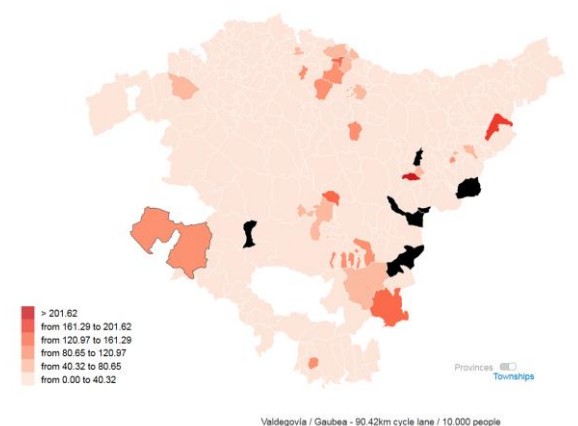 > 201.62
from 161.29 to 201.62
from 120.97 to 161.29
from 80.65 to 120.97
from 40.32 to 80.65
from 0.00 to 40.32
Provinces
Townships
Valdegovía / Gaubea - 90.42km cycle lane / 10.000 people